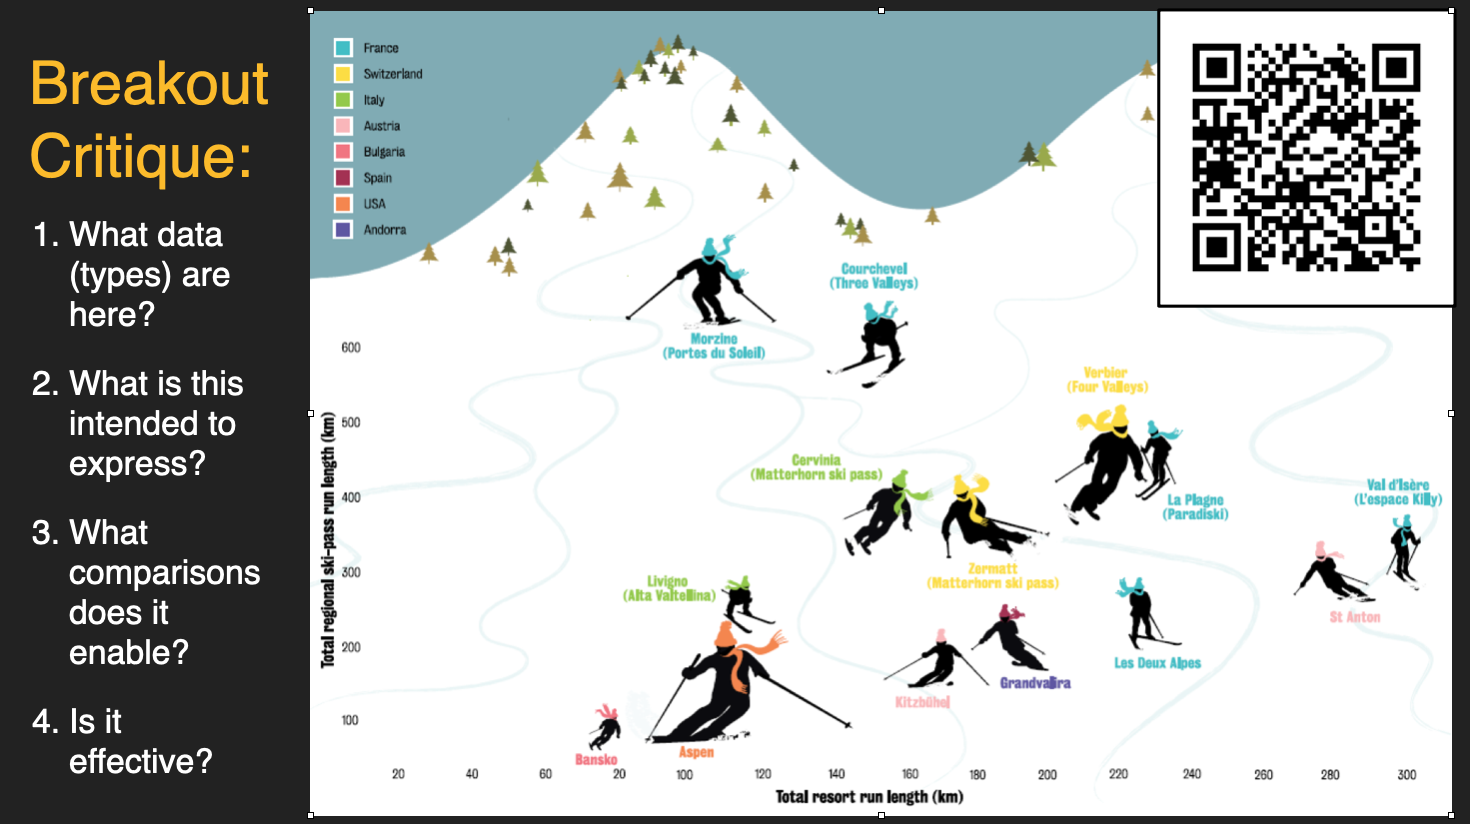 Breakout
Critique:
1. What data
(types) are
here?
2. What is this
intended to
express?
3. What
comparisons
does it
enable?
4. Is it
effective?
France
Switzerland
Italy
Austria
Bulgaria
Spain
USA
Andorra
Morzine
(Portes du Soleil)
Courchevel
(Three Valleys)
Verbier
(Four Valleys)
Cervinia
(Matterhorn ski pass)
La Plagne
(Paradiski)
Val d'Isère
(L'espace Killy)
Zermatt
(Matterhorn ski pass)
Livigno
(Alta Valtellina)
St Anton
Les Deux Alpes
Grandvalira
Kitzbühel
Bansko
Aspen
Total regional ski-pass run length (km)
600
500
400
300
200
100
20 40 60 20 100 120 140 160 180 200 220 240 260 280 300
Total resort run length (km)